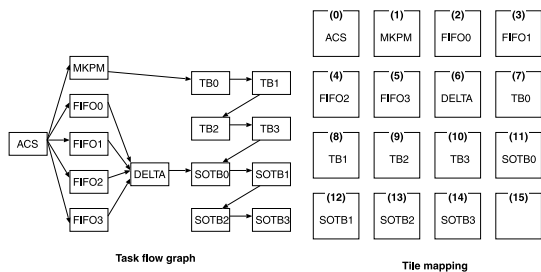 MKPM
TB0
TB1
FIFO0
TB2
TB3
ACS
FIFO1
DELTA
SOTB0
SOTB1
FIFO2
FIFO3
SOTB2
SOTB3
Task flow graph
(0) (1) (2) (3)
ACS MKPM FIFO0 FIFO1
(4) (5) (6) (7)
FIFO2 FIFO3 DELTA TB0
(8) (9) (10) (11)
TB1 TB2 TB3 SOTB0
(12) (13) (14) (15)
SOTB1 SOTB2 SOTB3
Tile mapping